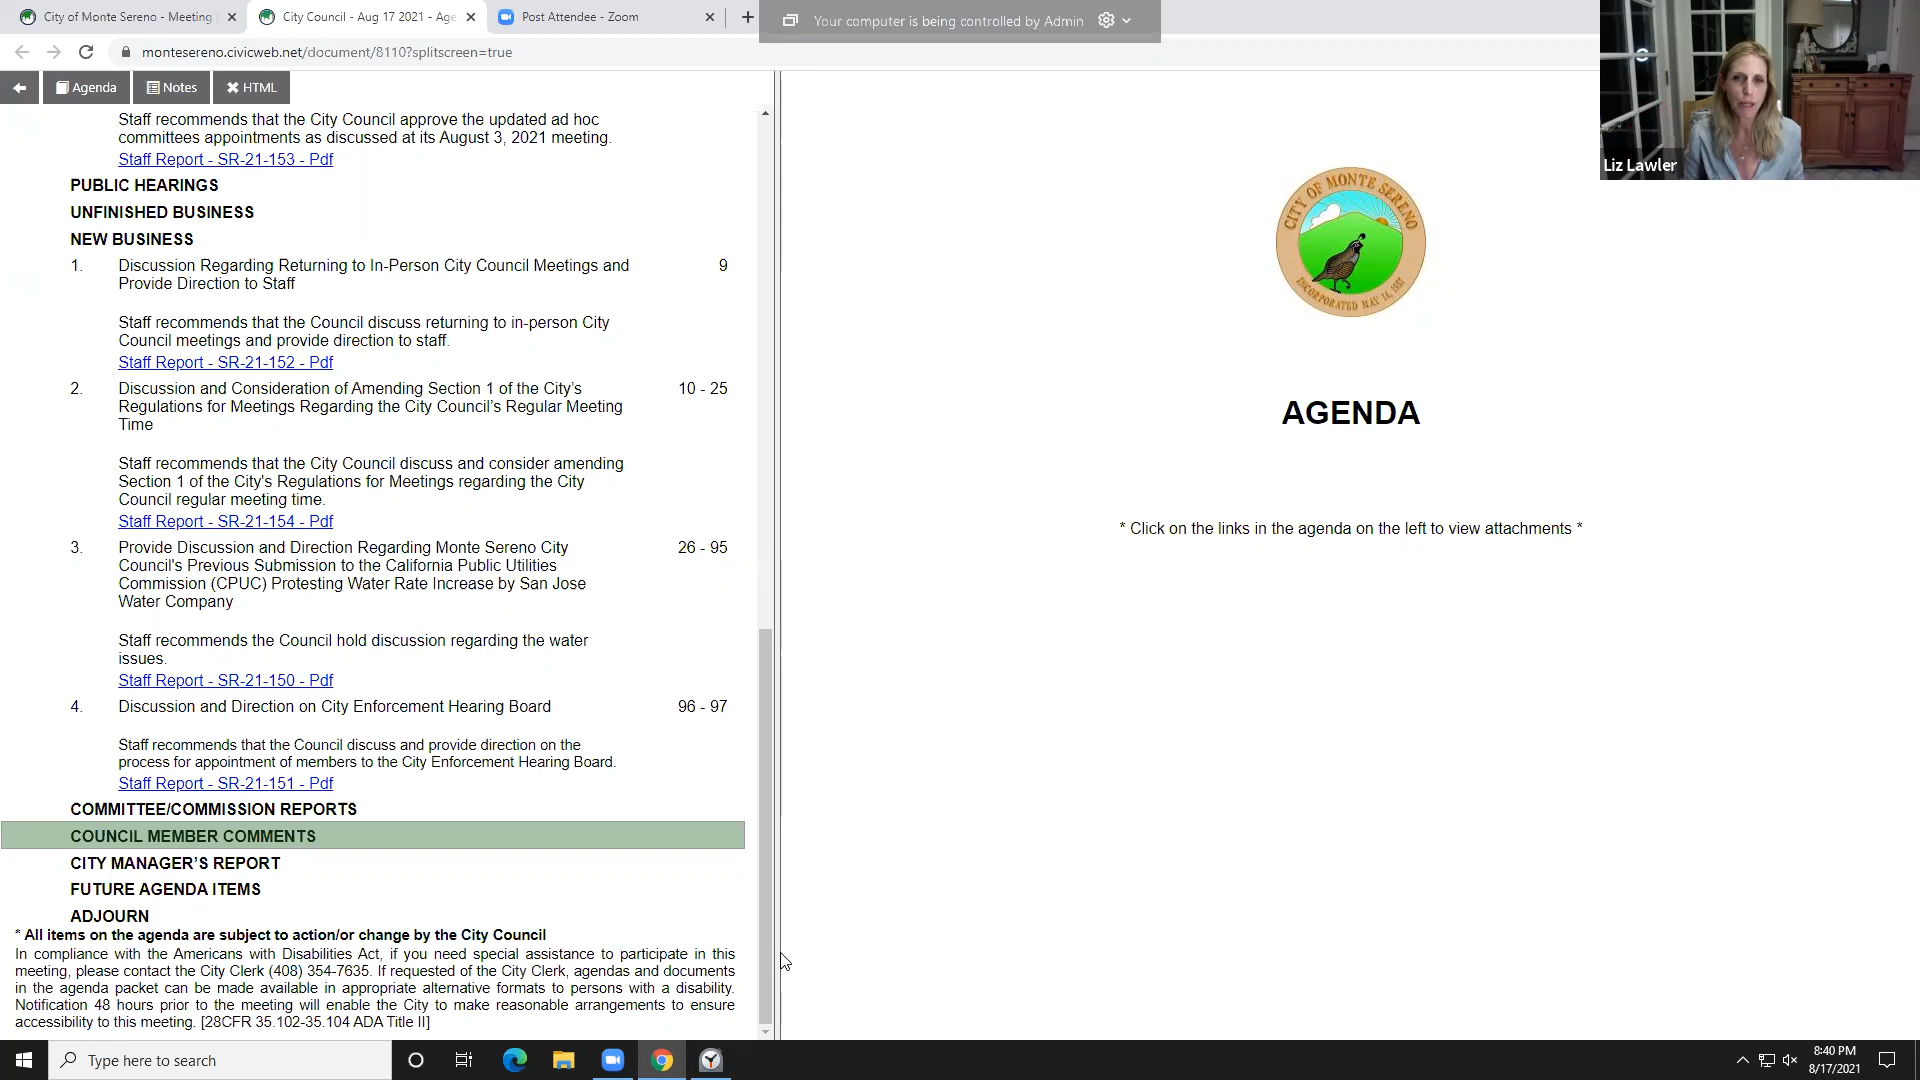 City of Monte Sereno - Meeting
City Council - Aug 17 2021 - Age
Post Attendee - Zoom
Your computer is being controlled by Admin
montesereno.civicweb.net/document/8110?splitscreen=true
Agenda
Notes
HTML
Liz Lawler
Staff recommends that the City Council approve the updated ad hoc
committees appointments as discussed at its August 3, 2021 meeting.
Staff Report - SR-21-153 - Pdf
PUBLIC HEARINGS
UNFINISHED BUSINESS
NEW BUSINESS
1. Discussion Regarding Returning to In-Person City Council Meetings and 9
Provide Direction to Staff
Staff recommends that the Council discuss returning to in-person City
Council meetings and provide direction to staff.
Staff Report - SR-21-152 - Pdf
2. Discussion and Consideration of Amending Section 1 of the City’s 10 - 25
Regulations for Meetings Regarding the City Council’s Regular Meeting
Time
Staff recommends that the City Council discuss and consider amending
Section 1 of the City's Regulations for Meetings regarding the City
Council regular meeting time.
Staff Report - SR-21-154 - Pdf
3. Provide Discussion and Direction Regarding Monte Sereno City 26 - 95
Council's Previous Submission to the California Public Utilities
Commission (CPUC) Protesting Water Rate Increase by San Jose
Water Company
Staff recommends the Council hold discussion regarding the water
issues.
Staff Report - SR-21-150 - Pdf
4. Discussion and Direction on City Enforcement Hearing Board 96 - 97
Staff recommends that the Council discuss and provide direction on the
process for appointment of members to the City Enforcement Hearing Board.
Staff Report - SR-21-151 - Pdf
COMMITTEE/COMMISSION REPORTS
COUNCIL MEMBER COMMENTS
CITY MANAGER’S REPORT
FUTURE AGENDA ITEMS
ADJOURN
* All items on the agenda are subject to action/or change by the City Council
In compliance with the Americans with Disabilities Act, if you need special assistance to participate in this
meeting, please contact the City Clerk (408) 354-7635. If requested of the City Clerk, agendas and documents
in the agenda packet can be made available in appropriate alternative formats to persons with a disability.
Notification 48 hours prior to the meeting will enable the City to make reasonable arrangements to ensure
accessibility to this meeting. [28CFR 35.102-35.104 ADA Title II]
CITY OF MONTE SERENO
INCORPORATED MAY 14, 1957
AGENDA
* Click on the links in the agenda on the left to view attachments *
Type here to search
8:40 PM
8/17/2021